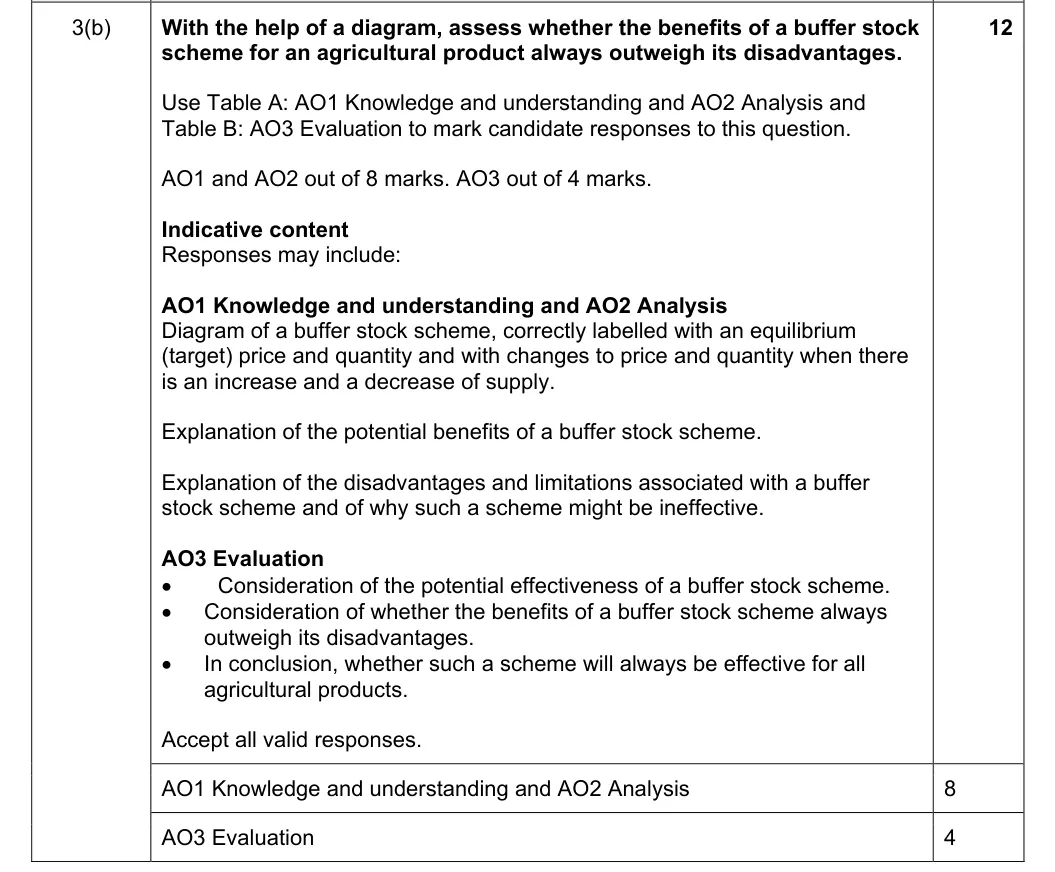 3(b) With the help of a diagram, assess whether the benefits of a buffer stock 12
scheme for an agricultural product always outweigh its disadvantages.
Use Table A: AO1 Knowledge and understanding and AO2 Analysis and
Table B: AO3 Evaluation to mark candidate responses to this question.
AO1 and AO2 out of 8 marks. AO3 out of 4 marks.
Indicative content
Responses may include:
AO1 Knowledge and understanding and AO2 Analysis
Diagram of a buffer stock scheme, correctly labelled with an equilibrium
(target) price and quantity and with changes to price and quantity when there
is an increase and a decrease of supply.
Explanation of the potential benefits of a buffer stock scheme.
Explanation of the disadvantages and limitations associated with a buffer
stock scheme and of why such a scheme might be ineffective.
AO3 Evaluation
• Consideration of the potential effectiveness of a buffer stock scheme.
• Consideration of whether the benefits of a buffer stock scheme always
outweigh its disadvantages.
• In conclusion, whether such a scheme will always be effective for all
agricultural products.
Accept all valid responses.
AO1 Knowledge and understanding and AO2 Analysis 8
AO3 Evaluation 4